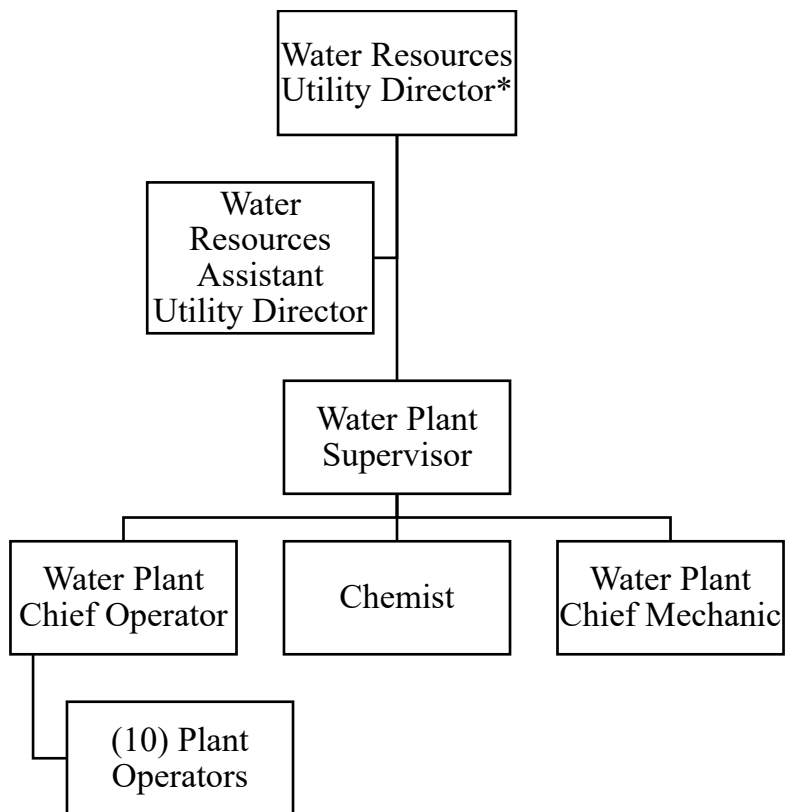 Water Resources
Utility Director*
Water
Resources
Assistant
Utility Director
Water Plant
Supervisor
Water Plant
Chief Operator
Chemist
Water Plant
Chief Mechanic
(10) Plant
Operators